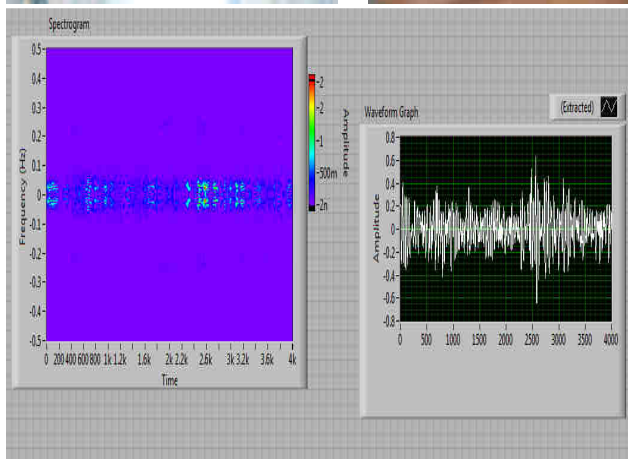 Spectrogram
0.5
0.4
0.3
0.2
0.1
0
-0.1
-0.2
-0.3
-0.4
-0.5
Frequency (Hz)
0 200 400 600 800 1k 1.2k 1.6k 2k 2.2k 2.6k 3k 3.2k 3.6k 4k
Time
-2
-2
-1
-500m
-2n
Amplitude
Waveform Graph
(Extracted)
0.8
0.6
0.4
0.2
0
-0.2
-0.4
-0.6
-0.8
Amplitude
0 500 1000 1500 2000 2500 3000 3500 4000